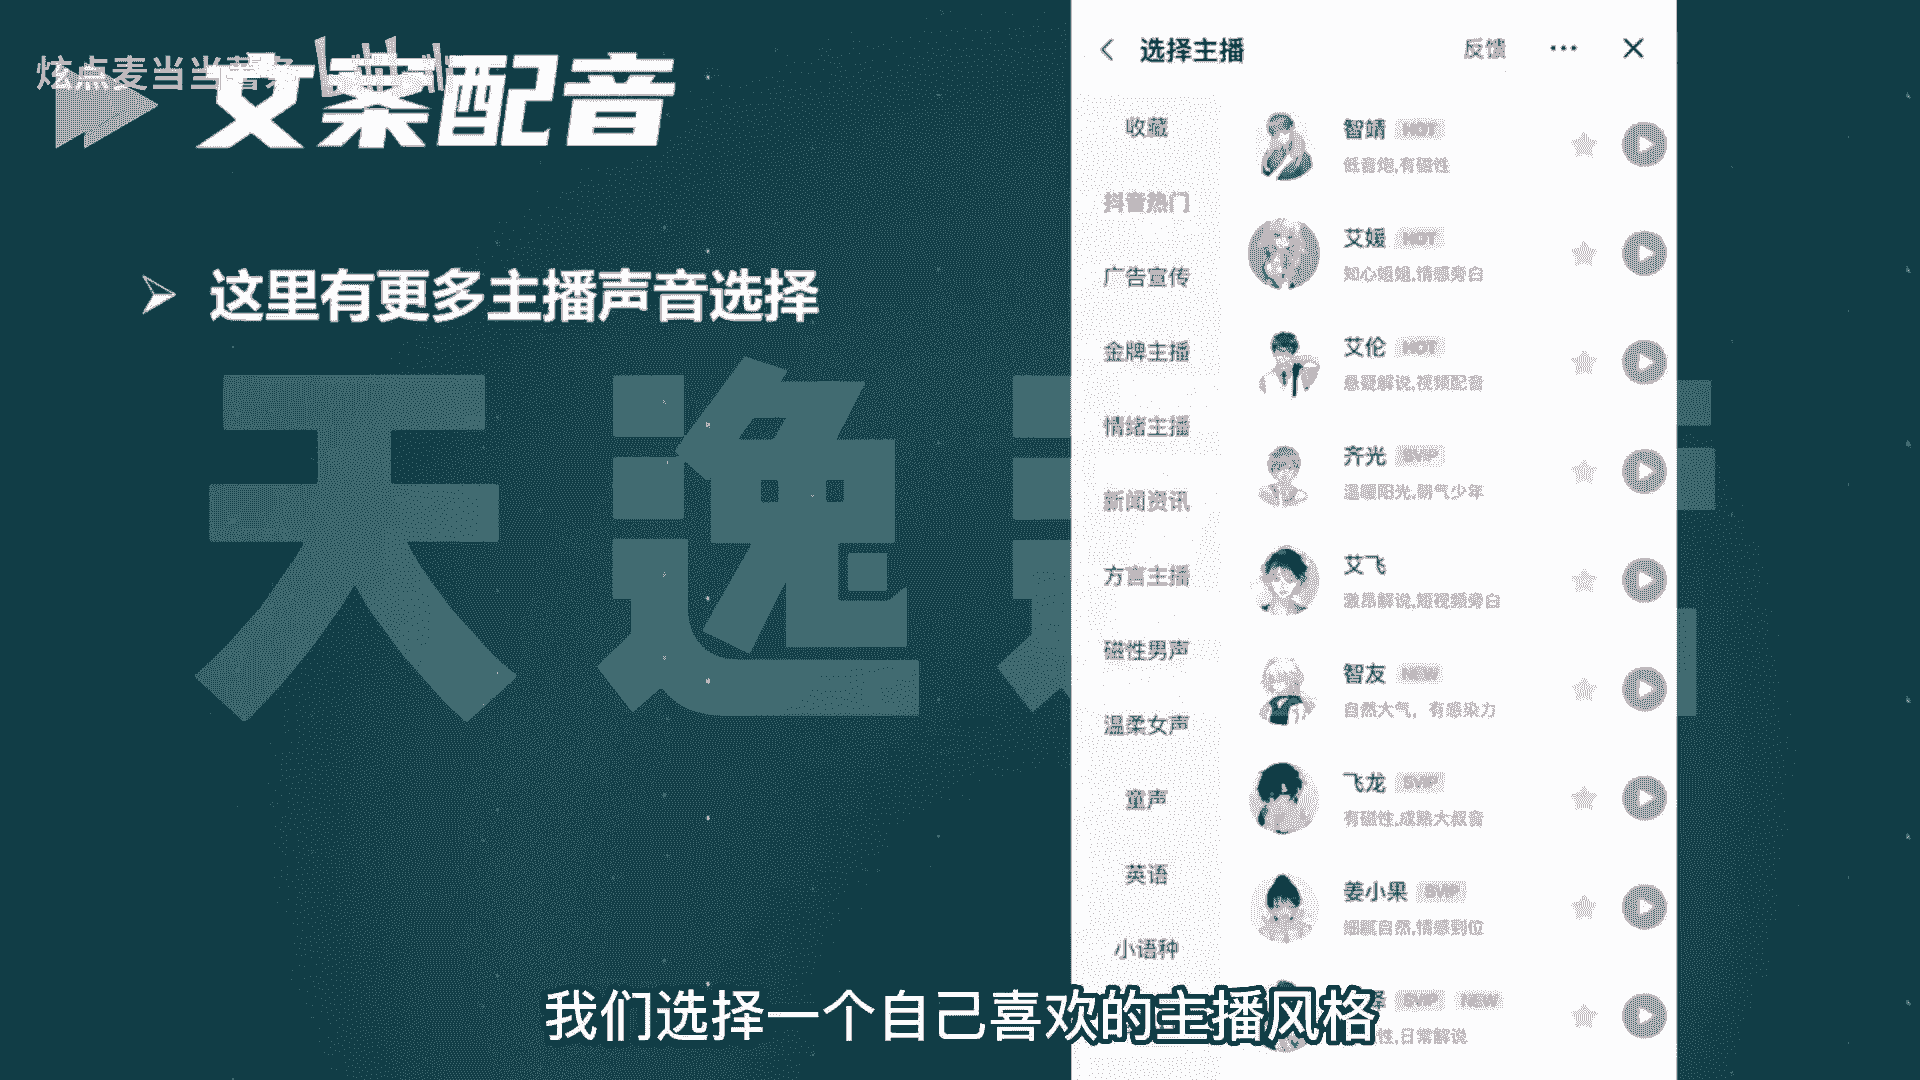 炫点麦当当薯条
文案配音
这里有更多主播声音选择
天逸
选择主播
反馈
收藏
抖音热门
广告宣传
金牌主播
情绪主播
新闻资讯
方言主播
磁性男声
温柔女声
童声
英语
小语种
智靖 HOT
低音炮,有磁性
艾媛 HOT
知心姐姐,情感旁白
艾伦 HOT
悬疑解说,视频配音
齐光 SVIP
温暖阳光,朝气少年
艾飞
激昂解说,短视频旁白
智友 NEW
自然大气，有感染力
飞龙 SVIP
有磁性,成熟大叔音
姜小果 SVIP
细腻自然,情感到位
SVIP NEW
性,日常解说
我们选择一个自己喜欢的主播风格